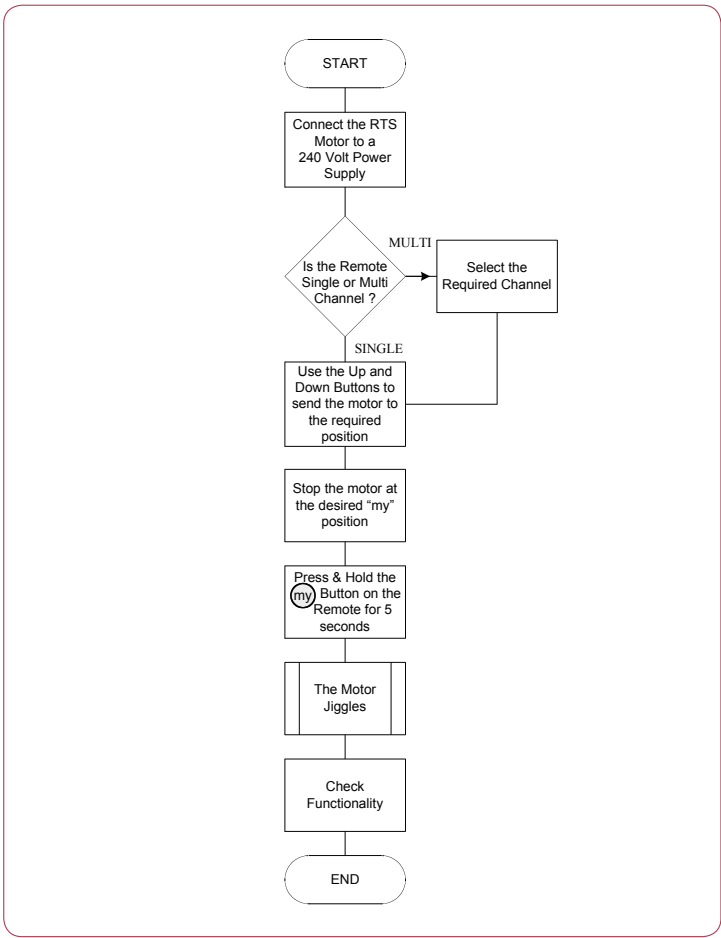 START
Connect the RTS
Motor to a
240 Volt Power
Supply
MULTI
Is the Remote
Single or Multi
Channel ?
Select the
Required Channel
SINGLE
Use the Up and
Down Buttons to
send the motor to
the required
position
Stop the motor at
the desired “my”
position
Press & Hold the
my Button on the
Remote for 5
seconds
The Motor
Jiggles
Check
Functionality
END